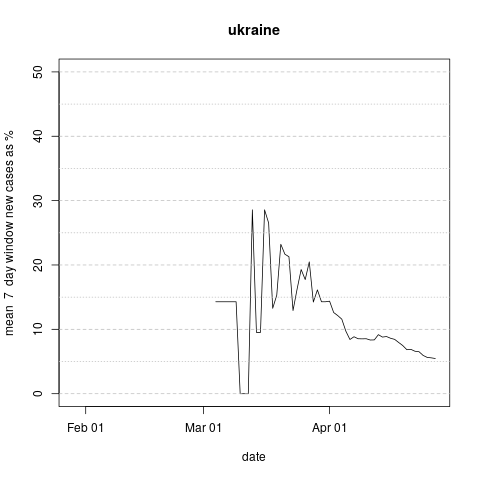 ukraine
mean  7  day window new cases as %
50
40
30
20
10
0
Feb 01
Mar 01
Apr 01
date